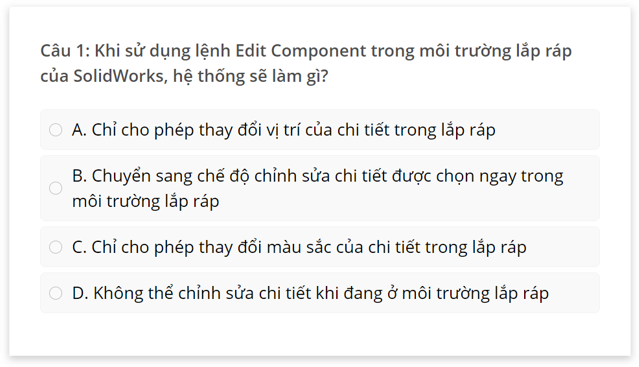 Câu 1: Khi sử dụng lệnh Edit Component trong môi trường lắp ráp
của SolidWorks, hệ thống sẽ làm gì?
A. Chỉ cho phép thay đổi vị trí của chi tiết trong lắp ráp
B. Chuyển sang chế độ chỉnh sửa chi tiết được chọn ngay trong
môi trường lắp ráp
C. Chỉ cho phép thay đổi màu sắc của chi tiết trong lắp ráp
D. Không thể chỉnh sửa chi tiết khi đang ở môi trường lắp ráp